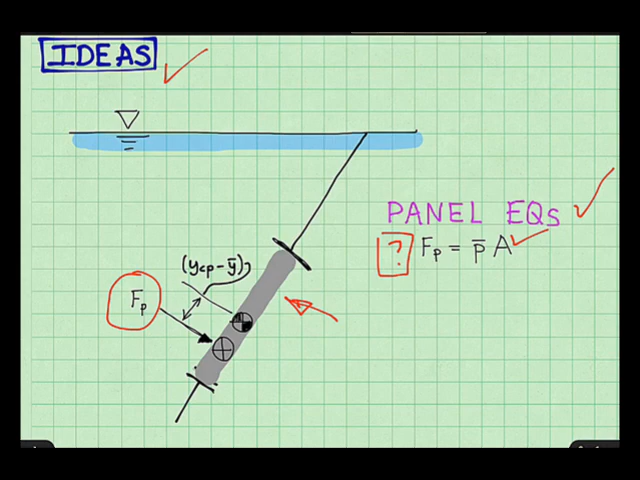 IDEAS
PANEL EQs
? Fp = p̅ A
(ycp - y̅)
Fp